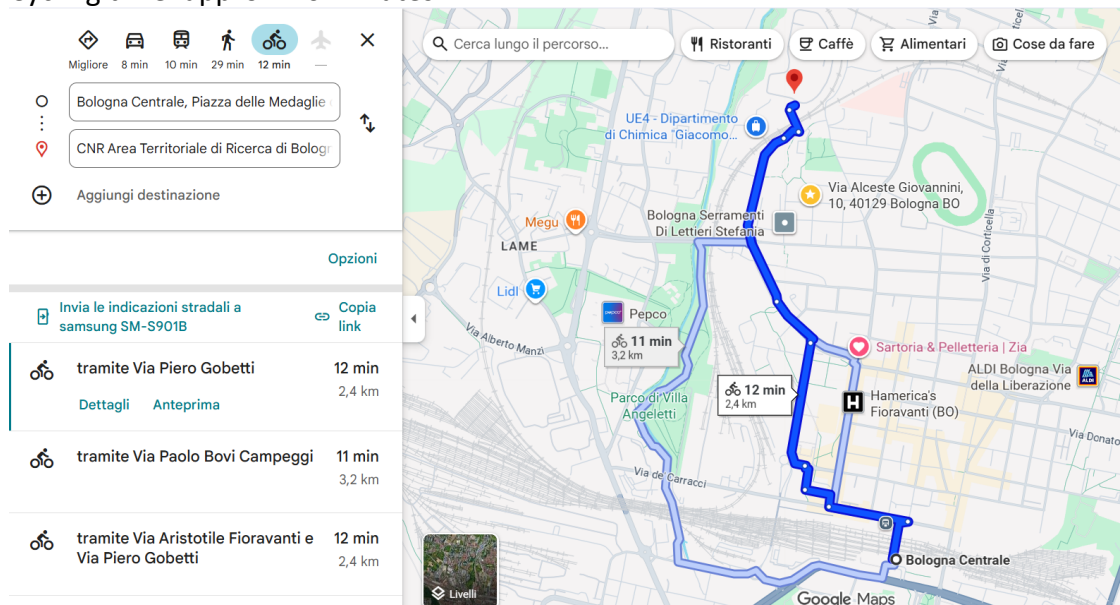 Migliore
8 min
10 min
29 min
12 min
—
Bologna Centrale, Piazza delle Medaglie
CNR Area Territoriale di Ricerca di Bologn
Aggiungi destinazione
Opzioni
Invia le indicazioni stradali a
samsung SM-S901B
Copia
link
tramite Via Piero Gobetti
12 min
2,4 km
Dettagli
Anteprima
tramite Via Paolo Bovi Campeggi
11 min
3,2 km
tramite Via Aristotile Fioravanti e
Via Piero Gobetti
12 min
2,4 km
Cerca lungo il percorso...
Ristoranti
Caffè
Alimentari
Cose da fare
UE4 - Dipartimento
di Chimica "Giacomo...
Via Alceste Giovannini,
10, 40129 Bologna BO
Bologna Serramenti
Di Lettieri Stefania
Megu
LAME
Via di Corticella
Lidl
Pepco
11 min
3,2 km
Via Alberto Manzi
Sartoria & Pelletteria | Zia
ALDI Bologna Via
della Liberazione
12 min
2,4 km
Hamerica's
Fioravanti (BO)
Parco di Villa
Angeletti
Via Donato
Via de Carracci
Bologna Centrale
Livelli
Google Maps